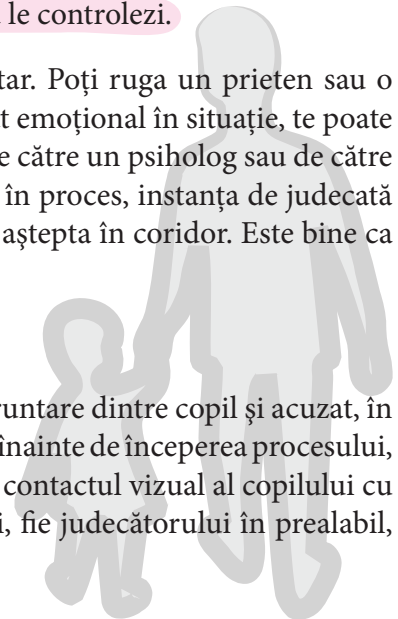 le controlezi.
tar. Poți ruga un prieten sau o
t emoțional în situație, te poate
e către un psiholog sau de către
în proces, instanța de judecată
aștepta în coridor. Este bine ca
runtare dintre copil şi acuzat, în
înainte de începerea procesului,
contactul vizual al copilului cu
i, fie judecătorului în prealabil,